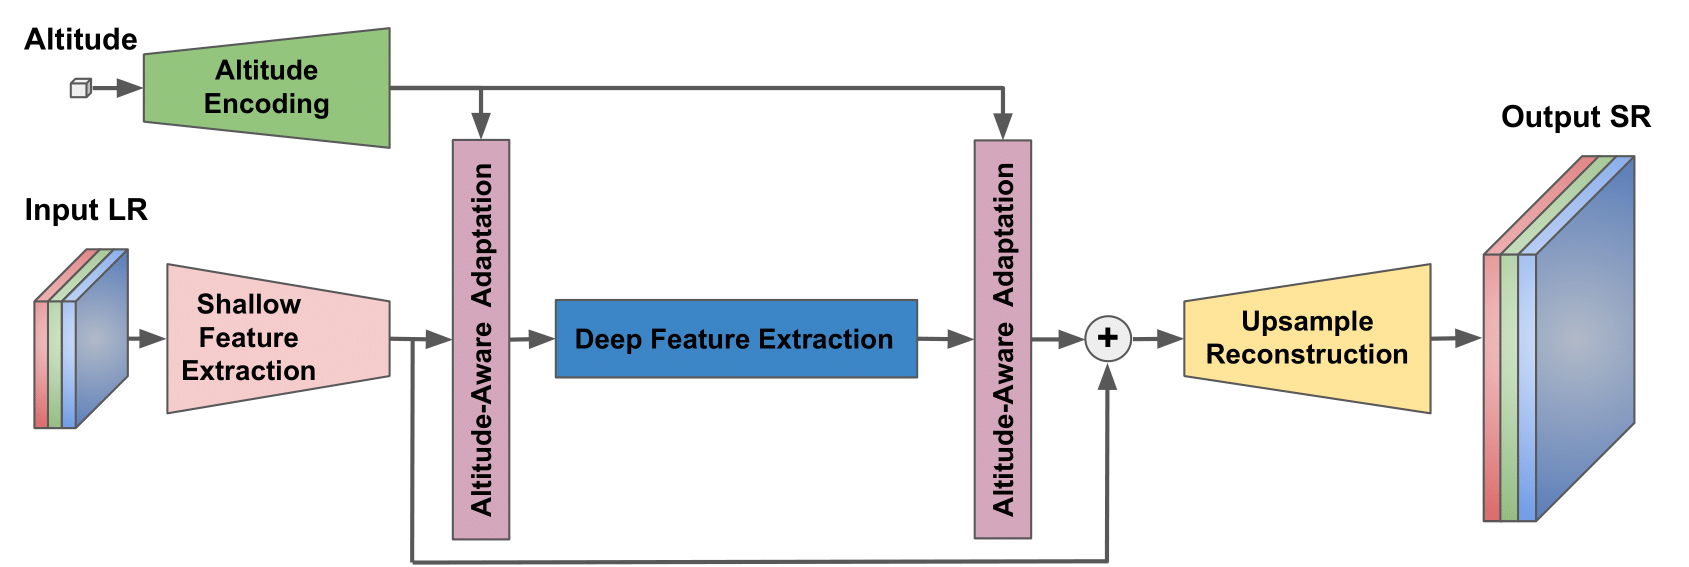 Altitude
Altitude
Encoding
Output SR
Input LR
Shallow
Feature
Extraction
Altitude-Aware Adaptation
Deep Feature Extraction
Altitude-Aware Adaptation
+
Upsample
Reconstruction